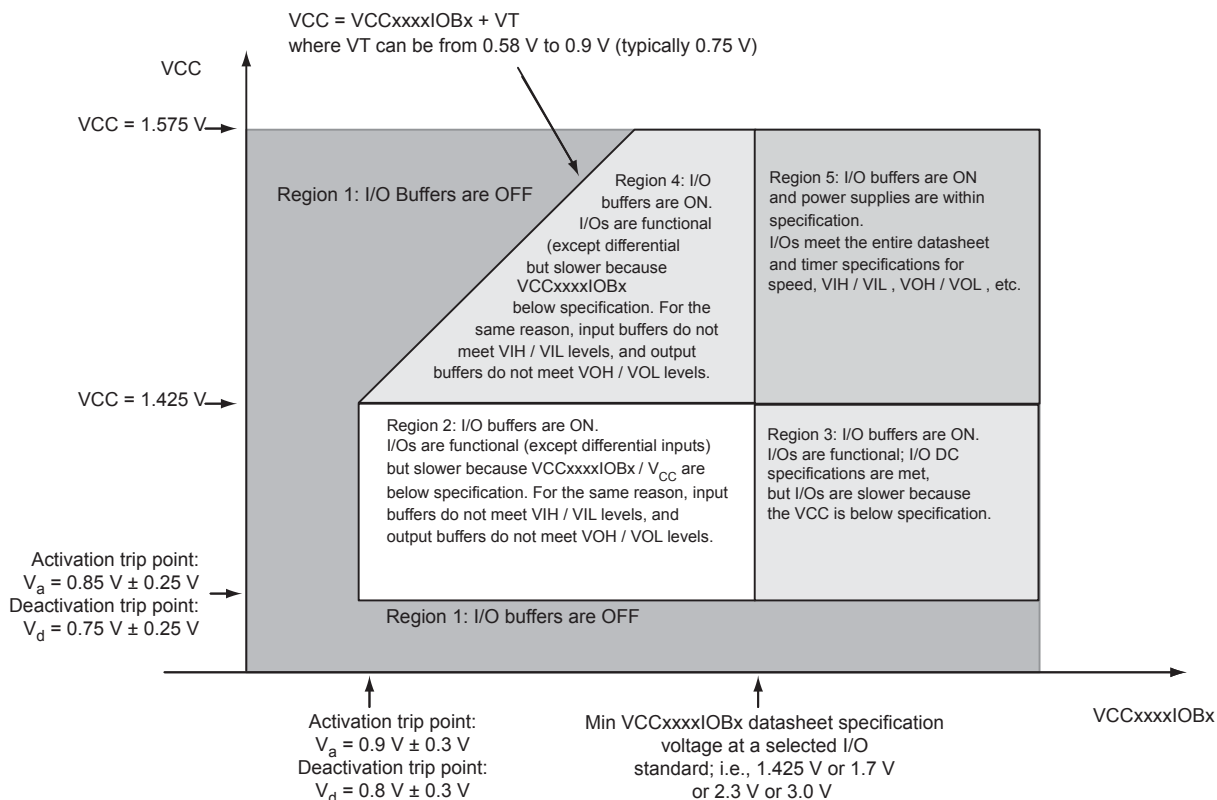 VCC = VCCxxxxIOBx + VT
where VT can be from 0.58 V to 0.9 V (typically 0.75 V)
VCC
VCC = 1.575 V
Region 1: I/O Buffers are OFF
Region 4: I/O
buffers are ON.
I/Os are functional
(except differential
but slower because
VCCxxxxIOBx
below specification. For the
same reason, input buffers do not
meet VIH / VIL levels, and output
buffers do not meet VOH / VOL levels.
Region 5: I/O buffers are ON
and power supplies are within
specification.
I/Os meet the entire datasheet
and timer specifications for
speed, VIH / VIL , VOH / VOL , etc.
VCC = 1.425 V
Region 2: I/O buffers are ON.
I/Os are functional (except differential inputs)
but slower because VCCxxxxIOBx / VCC are
below specification. For the same reason, input
buffers do not meet VIH / VIL levels, and
output buffers do not meet VOH / VOL levels.
Region 3: I/O buffers are ON.
I/Os are functional; I/O DC
specifications are met,
but I/Os are slower because
the VCC is below specification.
Activation trip point:
Va = 0.85 V ± 0.25 V
Deactivation trip point:
Vd = 0.75 V ± 0.25 V
Region 1: I/O buffers are OFF
Activation trip point:
Va = 0.9 V ± 0.3 V
Deactivation trip point:
Vd = 0.8 V ± 0.3 V
Min VCCxxxxIOBx datasheet specification
voltage at a selected I/O
standard; i.e., 1.425 V or 1.7 V
or 2.3 V or 3.0 V
VCCxxxxIOBx